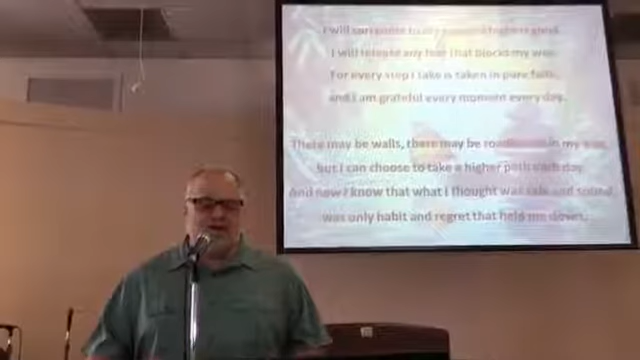 I will surrender to my highest good.
I will release any fear that blocks my way.
For every step I take is taken in pure faith,
and I am grateful every moment every day.
There may be walls, there may be roadblocks in my way,
but I can choose to take a higher path each day.
And now I know that what I thought was safe and sound
was only habit and regret that held me down.